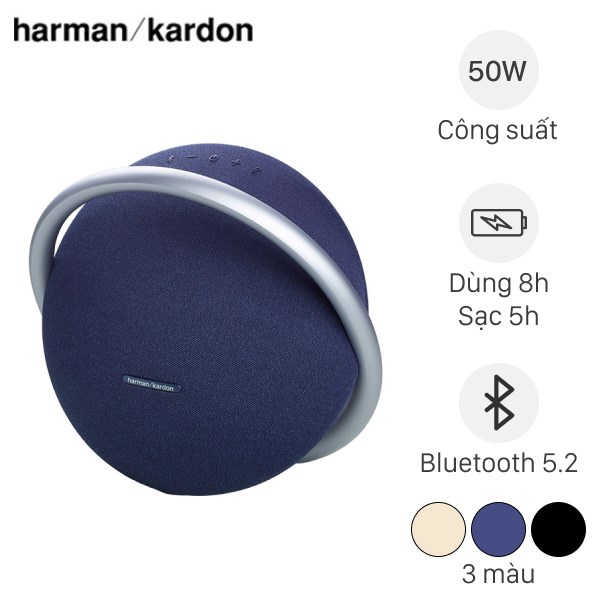 harman/kardon
50W
Công suất
Dùng 8h
Sạc 5h
harman/kardon
Bluetooth 5.2
3 màu